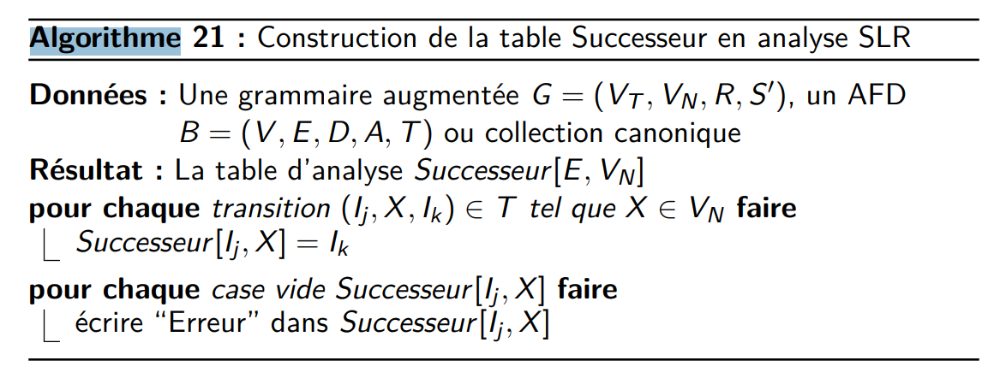 Algorithme 21 : Construction de la table Successeur en analyse SLR
Données : Une grammaire augmentée G = (V_T, V_N, R, S′), un AFD
B = (V, E, D, A, T) ou collection canonique
Résultat : La table d'analyse Successeur[E, V_N]
pour chaque transition (I_j, X, I_k) ∈ T tel que X ∈ V_N faire
Successeur[I_j, X] = I_k
pour chaque case vide Successeur[I_j, X] faire
écrire “Erreur” dans Successeur[I_j, X]